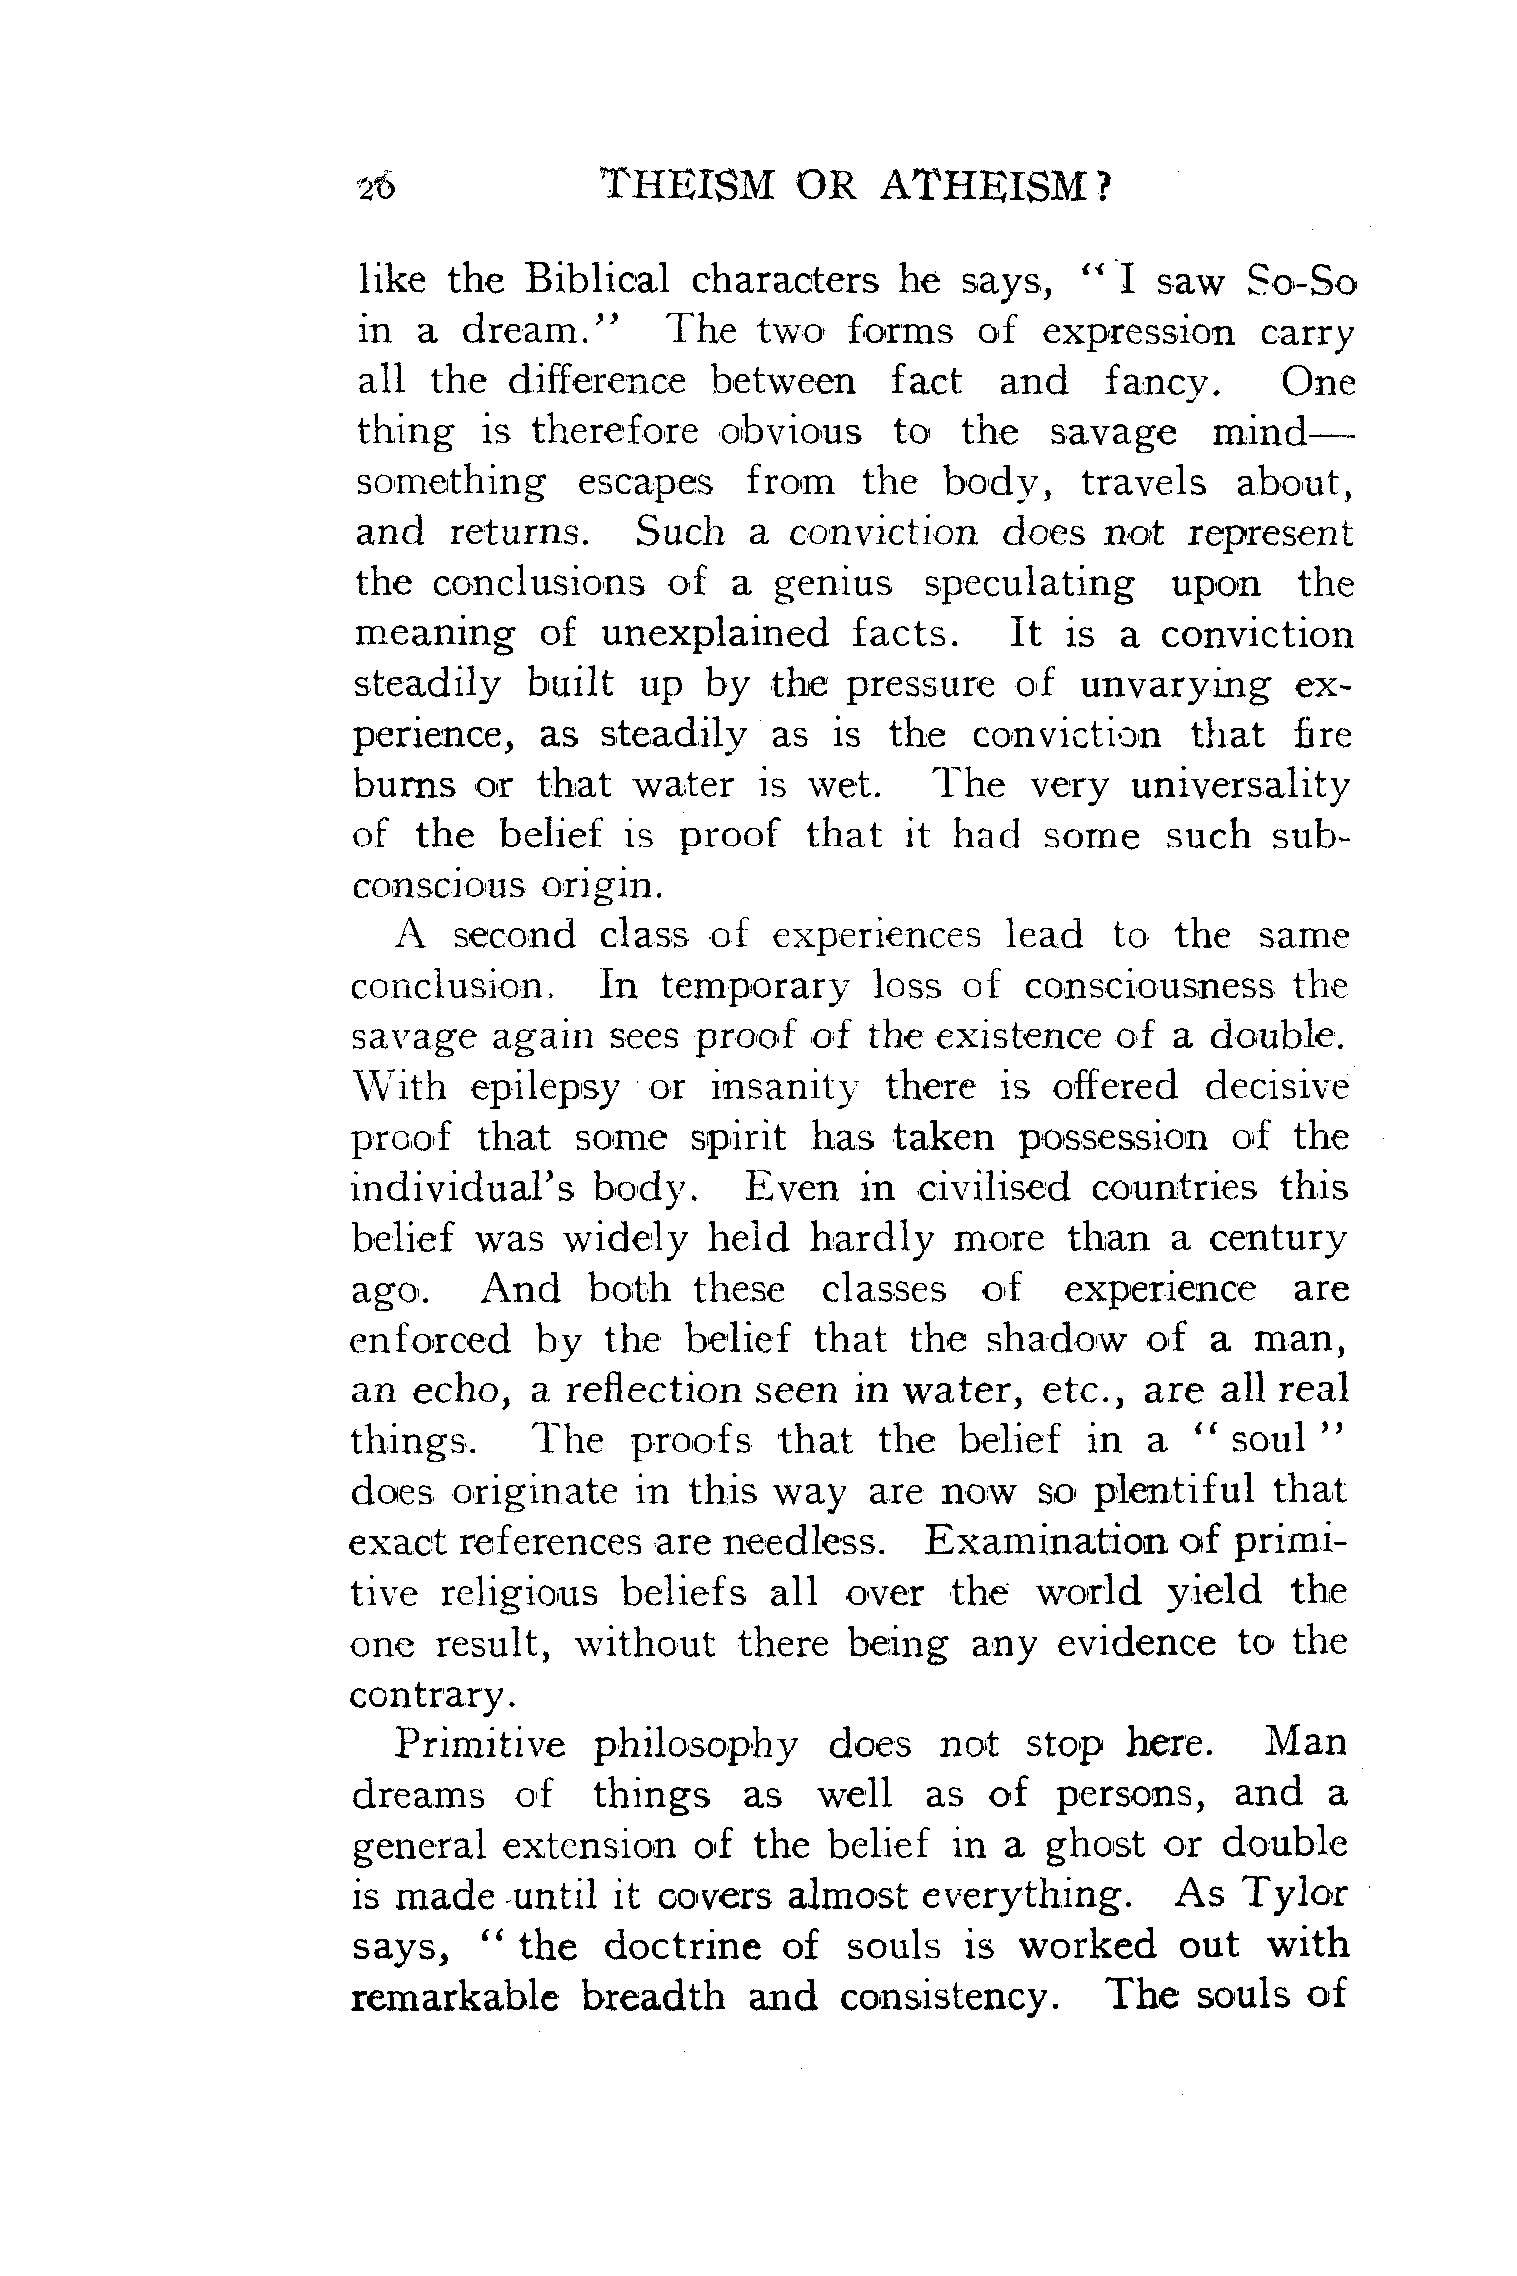 26 THEISM OR ATHEISM?
like the Biblical characters he says, “ I saw So-So
in a dream.” The two forms of expression carry
all the difference between fact and fancy. One
thing is therefore obvious to the savage mind—
something escapes from the body, travels about,
and returns. Such a conviction does not represent
the conclusions of a genius speculating upon the
meaning of unexplained facts. It is a conviction
steadily built up by the pressure of unvarying ex-
perience, as steadily as is the conviction that fire
burns or that water is wet. The very universality
of the belief is proof that it had some such sub-
conscious origin.
A second class of experiences lead to the same
conclusion. In temporary loss of consciousness the
savage again sees proof of the existence of a double.
With epilepsy or insanity there is offered decisive
proof that some spirit has taken possession of the
individual’s body. Even in civilised countries this
belief was widely held hardly more than a century
ago. And both these classes of experience are
enforced by the belief that the shadow of a man,
an echo, a reflection seen in water, etc., are all real
things. The proofs that the belief in a “ soul ”
does originate in this way are now so plentiful that
exact references are needless. Examination of primi-
tive religious beliefs all over the world yield the
one result, without there being any evidence to the
contrary.
Primitive philosophy does not stop here. Man
dreams of things as well as of persons, and a
general extension of the belief in a ghost or double
is made until it covers almost everything. As Tylor
says, “ the doctrine of souls is worked out with
remarkable breadth and consistency. The souls of